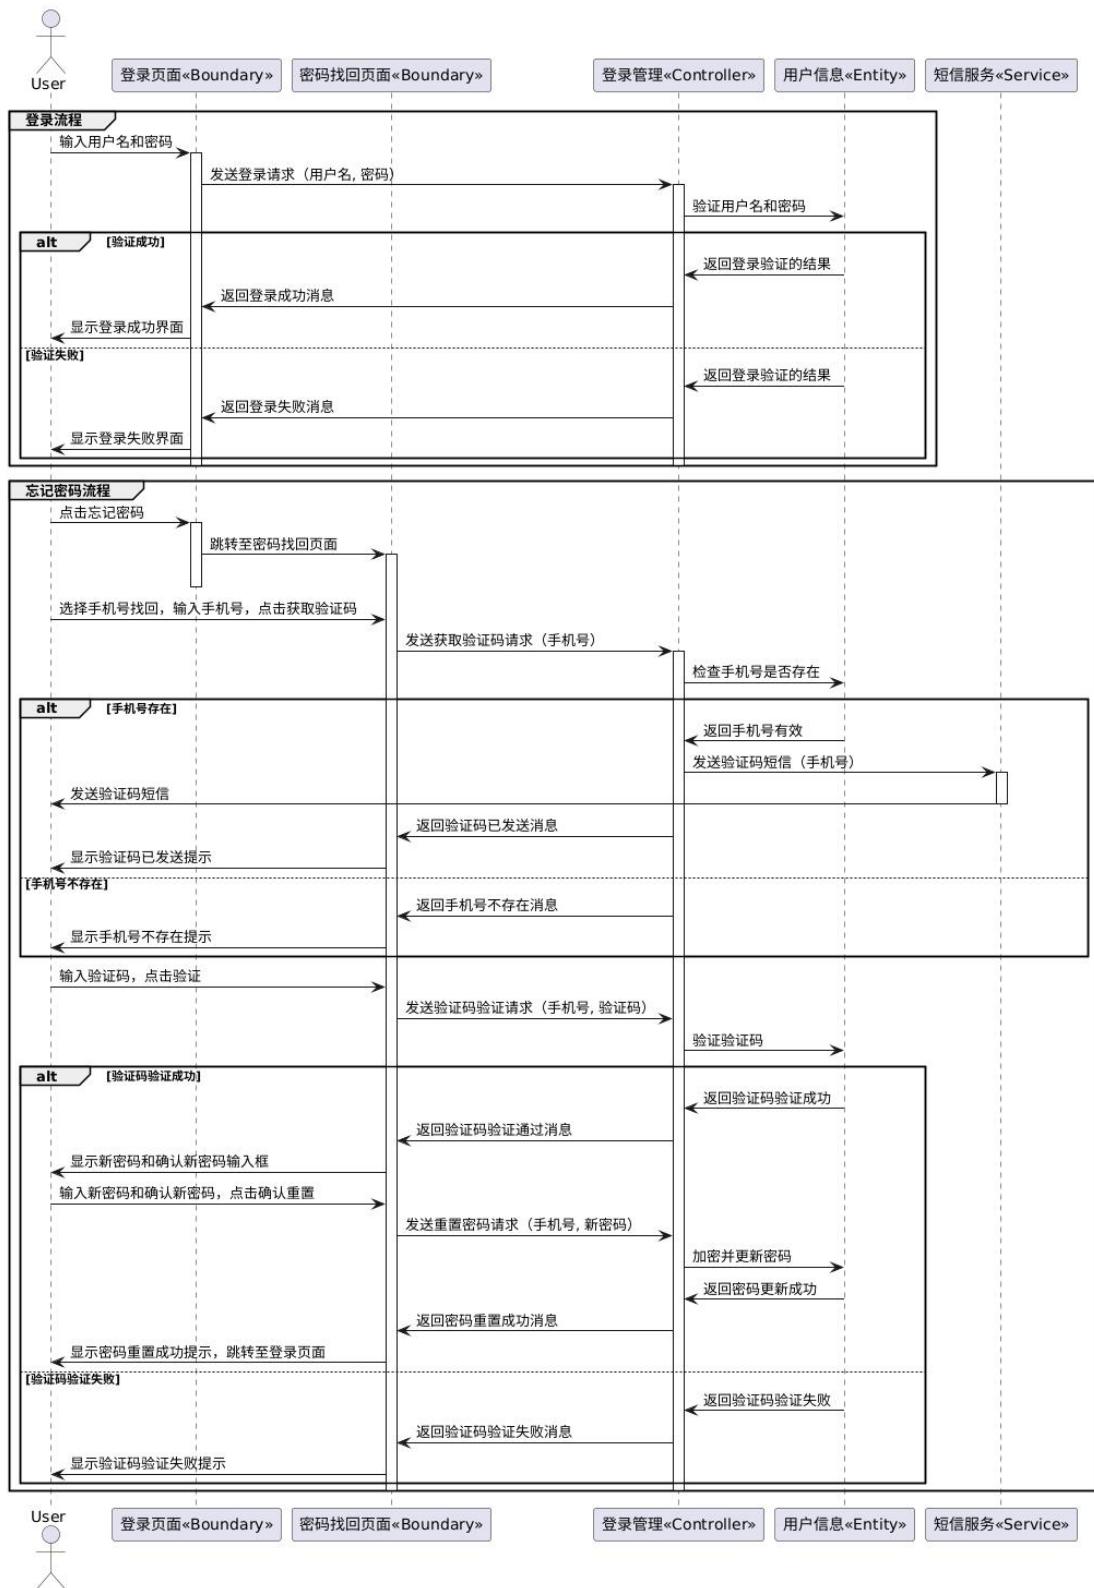 User
登录页面«Boundary»
密码找回页面«Boundary»
登录管理«Controller»
用户信息«Entity»
短信服务«Service»
登录流程
输入用户名和密码
发送登录请求（用户名, 密码）
验证用户名和密码
alt [验证成功]
返回登录验证的结果
返回登录成功消息
显示登录成功界面
[验证失败]
返回登录验证的结果
返回登录失败消息
显示登录失败界面
忘记密码流程
点击忘记密码
跳转至密码找回页面
选择手机号找回，输入手机号，点击获取验证码
发送获取验证码请求（手机号）
检查手机号是否存在
alt [手机号存在]
返回手机号有效
发送验证码短信（手机号）
发送验证码短信
返回验证码已发送消息
显示验证码已发送提示
[手机号不存在]
返回手机号不存在消息
显示手机号不存在提示
输入验证码，点击验证
发送验证码验证请求（手机号, 验证码）
验证验证码
alt [验证码验证成功]
返回验证码验证成功
返回验证码验证通过消息
显示新密码和确认新密码输入框
输入新密码和确认新密码，点击确认重置
发送重置密码请求（手机号, 新密码）
加密并更新密码
返回密码更新成功
返回密码重置成功消息
显示密码重置成功提示，跳转至登录页面
[验证码验证失败]
返回验证码验证失败
返回验证码验证失败消息
显示验证码验证失败提示
User
登录页面«Boundary»
密码找回页面«Boundary»
登录管理«Controller»
用户信息«Entity»
短信服务«Service»